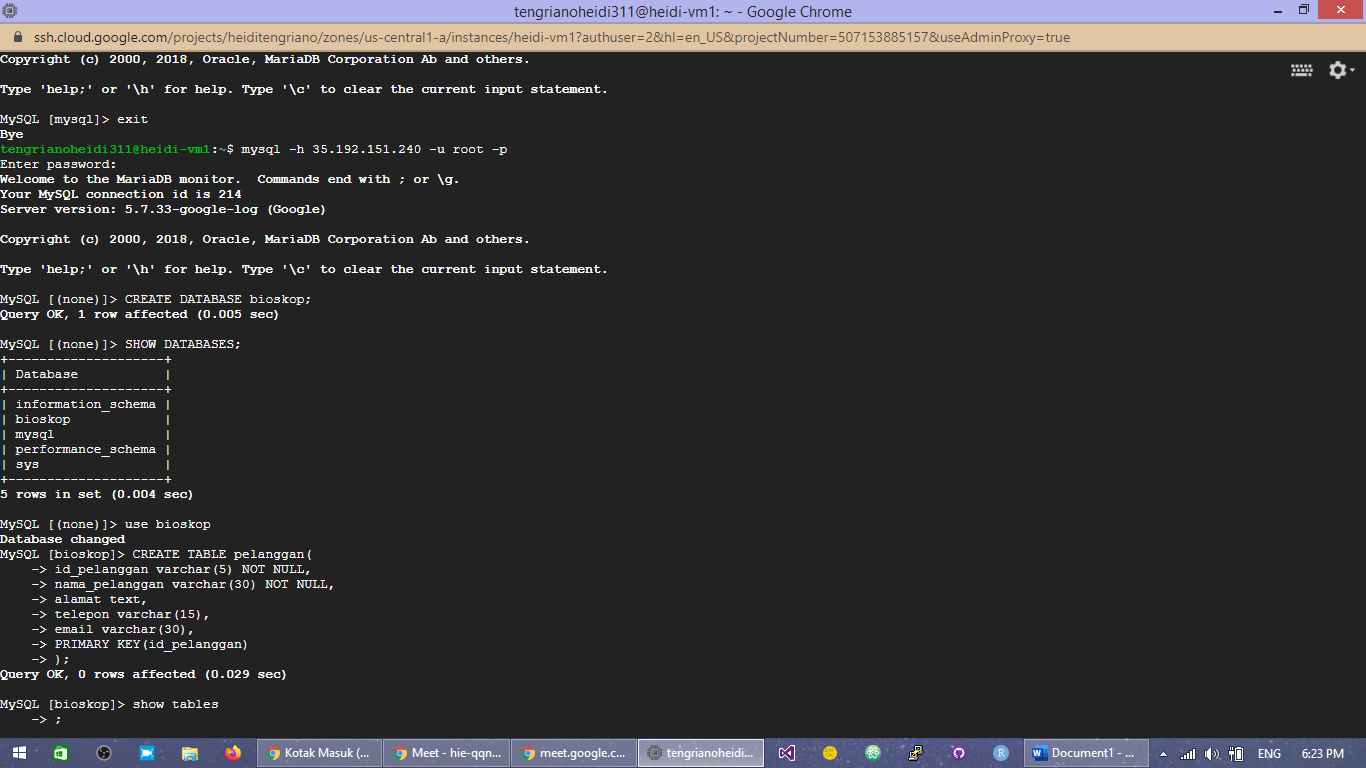 tengrianoheidi311@heidi-vm1: ~ - Google Chrome
ssh.cloud.google.com/projects/heiditengriano/zones/us-central1-a/instances/heidi-vm1?authuser=2&hl=en_US&projectNumber=507153885157&useAdminProxy=true
Copyright (c) 2000, 2018, Oracle, MariaDB Corporation Ab and others.
Type 'help;' or '\h' for help. Type '\c' to clear the current input statement.
MySQL [mysql]> exit
Bye
tengrianoheidi311@heidi-vm1:~$ mysql -h 35.192.151.240 -u root -p
Enter password:
Welcome to the MariaDB monitor.  Commands end with ; or \g.
Your MySQL connection id is 214
Server version: 5.7.33-google-log (Google)
Copyright (c) 2000, 2018, Oracle, MariaDB Corporation Ab and others.
Type 'help;' or '\h' for help. Type '\c' to clear the current input statement.
MySQL [(none)]> CREATE DATABASE bioskop;
Query OK, 1 row affected (0.005 sec)
MySQL [(none)]> SHOW DATABASES;
+--------------------+
| Database           |
+--------------------+
| information_schema |
| bioskop            |
| mysql              |
| performance_schema |
| sys                |
+--------------------+
5 rows in set (0.004 sec)
MySQL [(none)]> use bioskop
Database changed
MySQL [bioskop]> CREATE TABLE pelanggan(
    -> id_pelanggan varchar(5) NOT NULL,
    -> nama_pelanggan varchar(30) NOT NULL,
    -> alamat text,
    -> telepon varchar(15),
    -> email varchar(30),
    -> PRIMARY KEY(id_pelanggan)
    -> );
Query OK, 0 rows affected (0.029 sec)
MySQL [bioskop]> show tables
    -> ;
Kotak Masuk (... Meet - hie-qqn... meet.google.c... tengrianoheidi... Document1 - ... ENG 6:23 PM